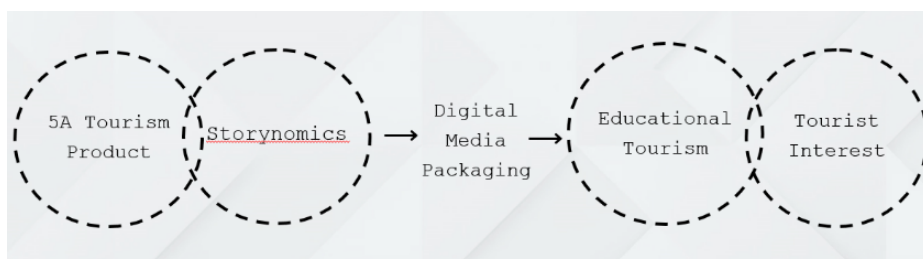 5A Tourism
Product
Storynomics
Digital
Media
Packaging
Educational
Tourism
Tourist
Interest